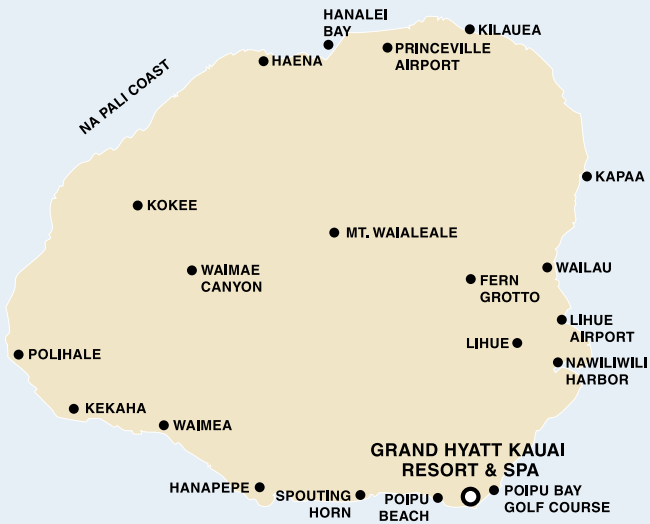 HANALEI
BAY
KILAUEA
PRINCEVILLE
AIRPORT
HAENA
NA PALI COAST
KAPAA
KOKEE
MT. WAIALEALE
WAIMAE
CANYON
WAILAU
FERN
GROTTO
LIHUE
AIRPORT
LIHUE
NAWILIWILI
HARBOR
POLIHALE
KEKAHA
WAIMEA
GRAND HYATT KAUAI
RESORT & SPA
HANAPEPE
SPOUTING
HORN
POIPU
BEACH
POIPU BAY
GOLF COURSE